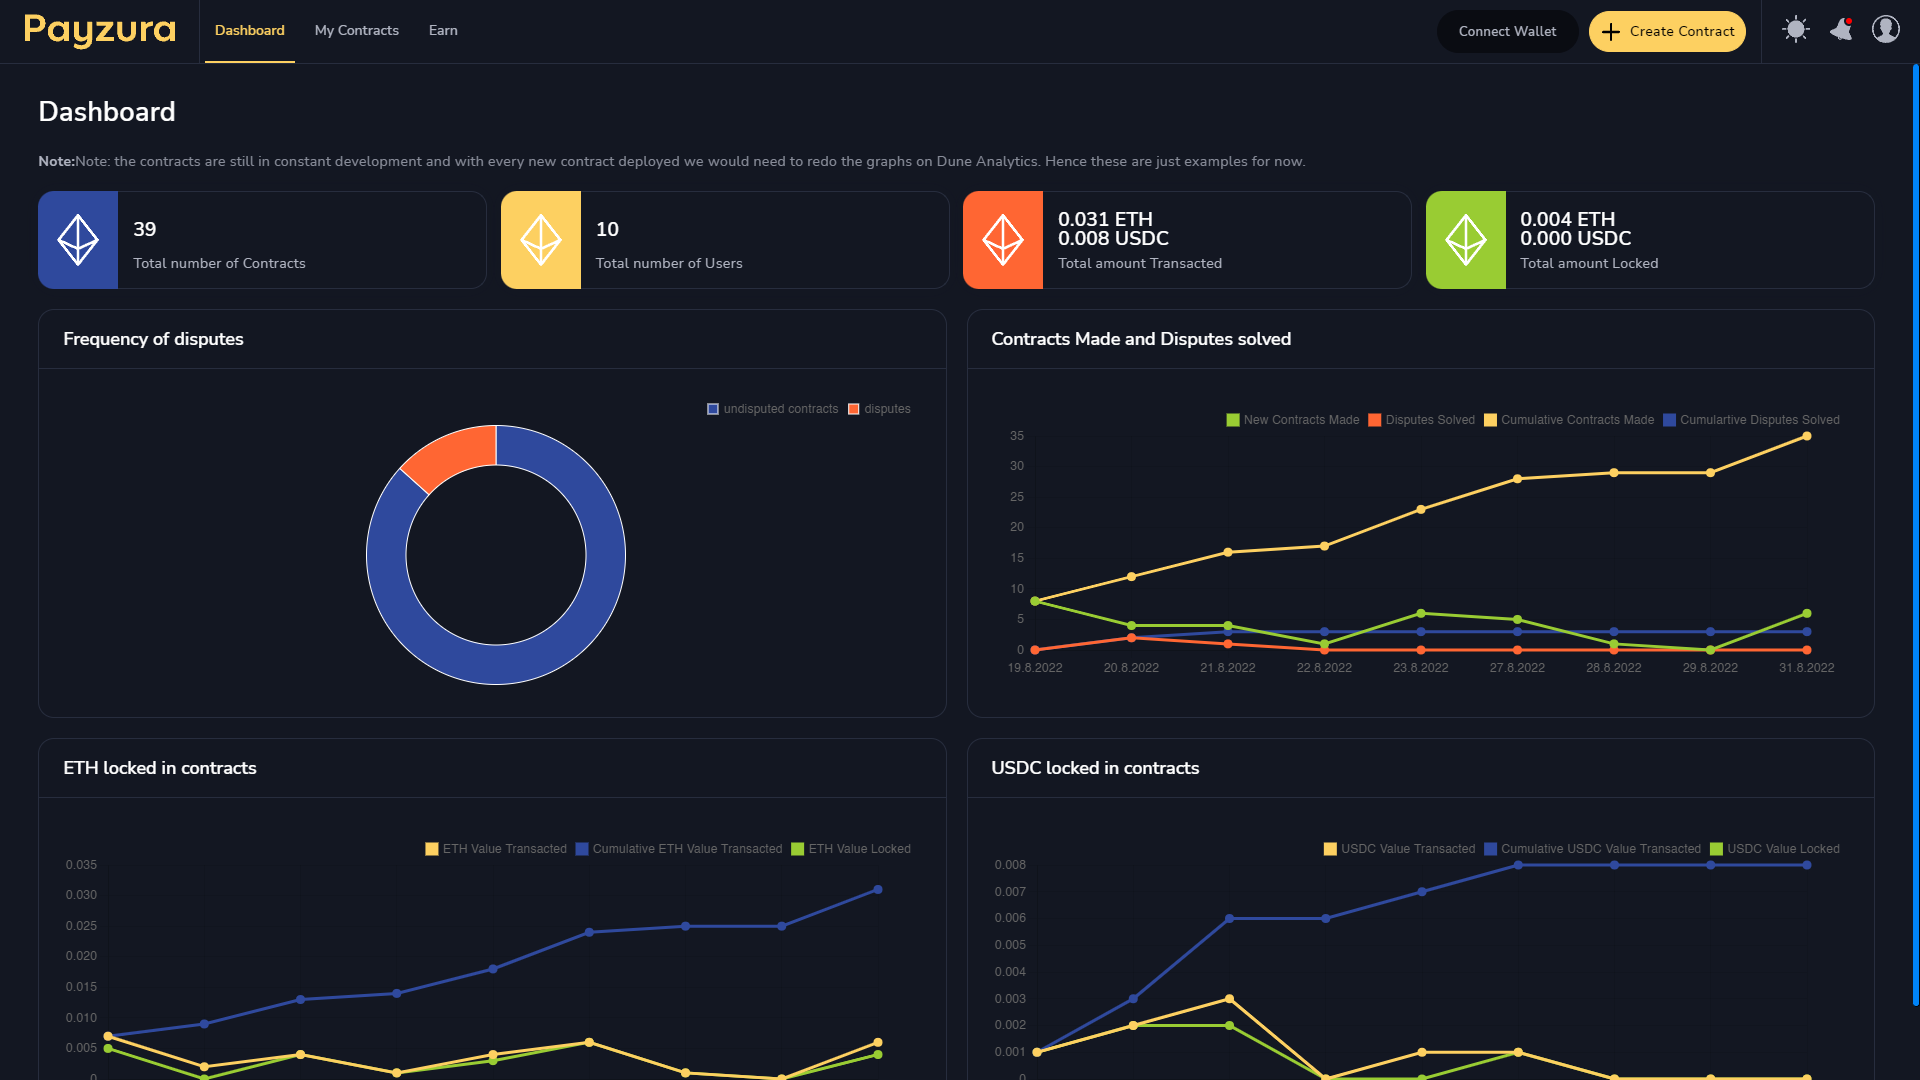 Payzura
Dashboard
My Contracts
Earn
Connect Wallet
Create Contract
Dashboard
Note:Note: the contracts are still in constant development and with every new contract deployed we would need to redo the graphs on Dune Analytics. Hence these are just examples for now.
39
Total number of Contracts
10
Total number of Users
0.031 ETH
0.008 USDC
Total amount Transacted
0.004 ETH
0.000 USDC
Total amount Locked
Frequency of disputes
undisputed contracts disputes
Contracts Made and Disputes solved
New Contracts Made Disputes Solved Cumulative Contracts Made Cumulartive Disputes Solved
35
30
25
20
15
10
5
0
19.8.2022 20.8.2022 21.8.2022 22.8.2022 23.8.2022 27.8.2022 28.8.2022 29.8.2022 31.8.2022
ETH locked in contracts
ETH Value Transacted Cumulative ETH Value Transacted ETH Value Locked
0.035
0.030
0.025
0.020
0.015
0.010
0.005
0
USDC locked in contracts
USDC Value Transacted Cumulative USDC Value Transacted USDC Value Locked
0.008
0.007
0.006
0.005
0.004
0.003
0.002
0.001
0